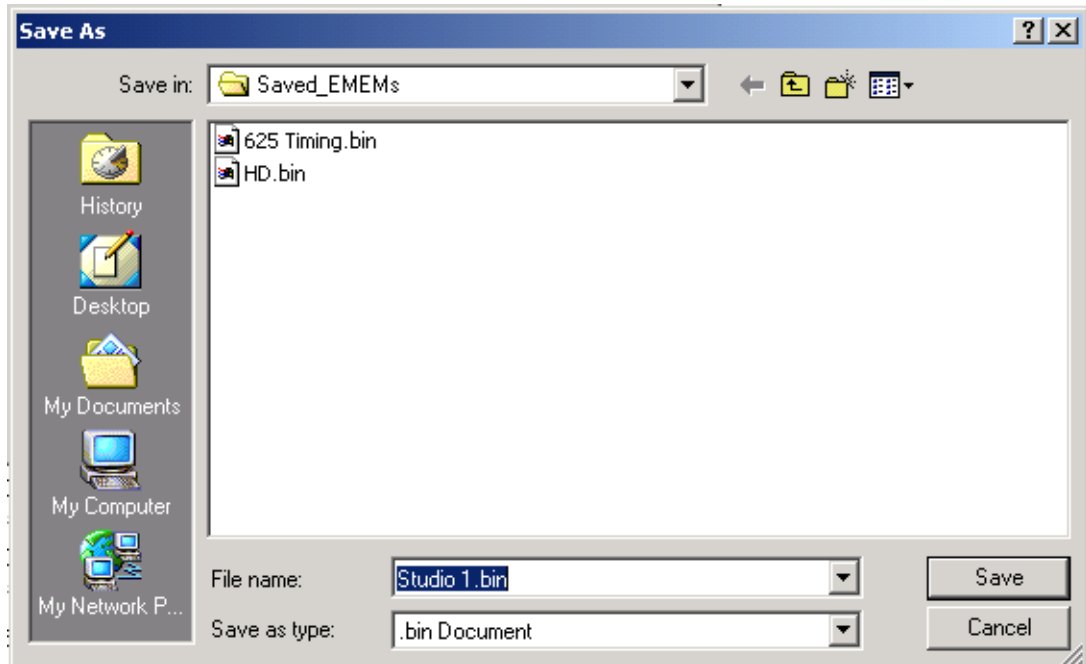 Save As
Save in: Saved_EMEMs
625 Timing.bin
HD.bin
History
Desktop
My Documents
My Computer
My Network P...
File name: Studio 1.bin Save
Save as type: .bin Document Cancel